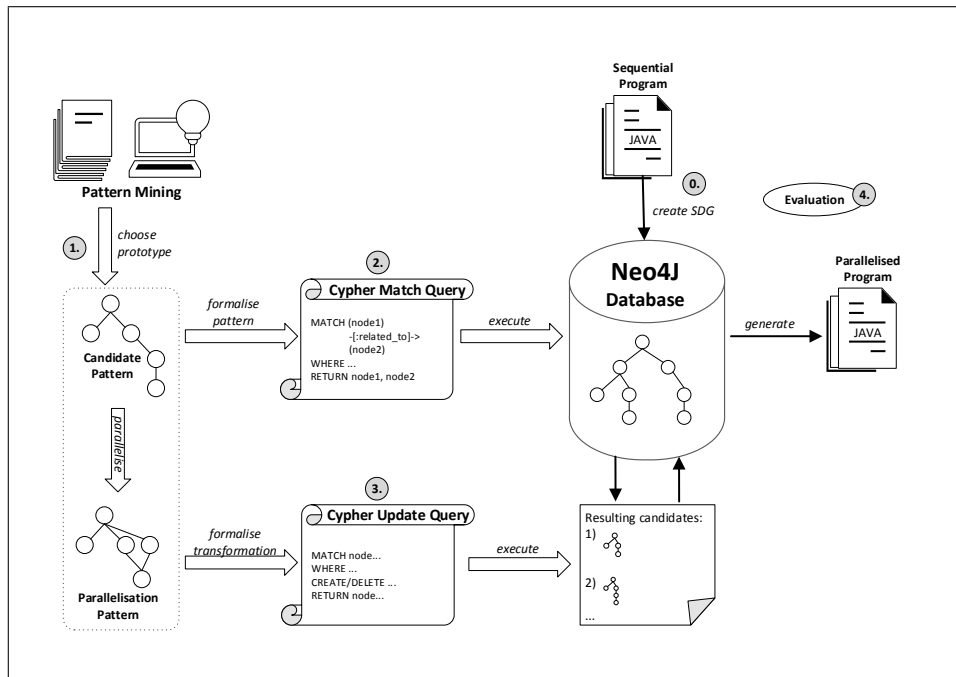 Sequential
Program
JAVA
0.
create SDG
Pattern Mining
Evaluation
4.
1.
choose
prototype
2.
Cypher Match Query
formalise
pattern
MATCH (node1)
-[:related_to]->
(node2)
WHERE ...
RETURN node1, node2
execute
Neo4J
Database
generate
Parallelised
Program
JAVA
Candidate
Pattern
parallelise
3.
Cypher Update Query
formalise
transformation
MATCH node...
WHERE ...
CREATE/DELETE ...
RETURN node...
execute
Resulting candidates:
1)
2)
...
Parallelisation
Pattern